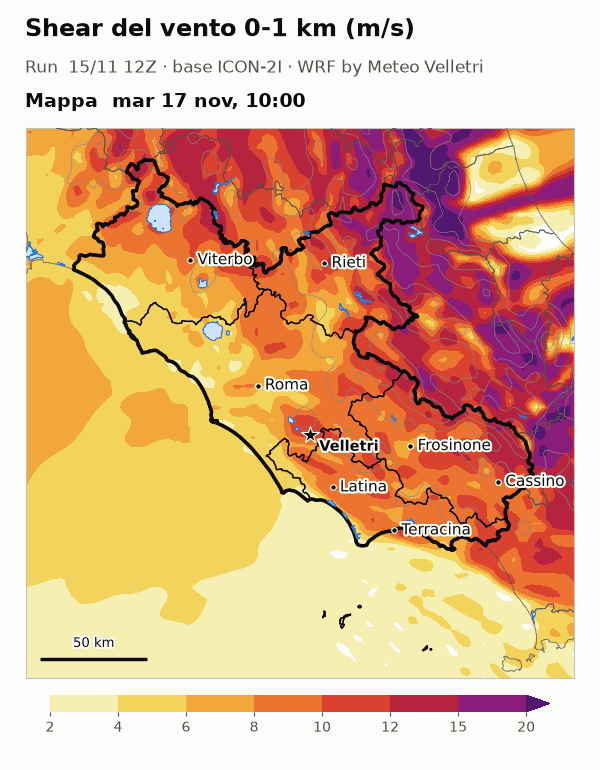 Shear del vento 0-1 km (m/s)
Run  15/11 12Z · base ICON-2I · WRF by Meteo Velletri
Mappa  mar 17 nov, 10:00
Viterbo
Rieti
Roma
Velletri
Frosinone
Latina
Cassino
Terracina
50 km
2 4 6 8 10 12 15 20